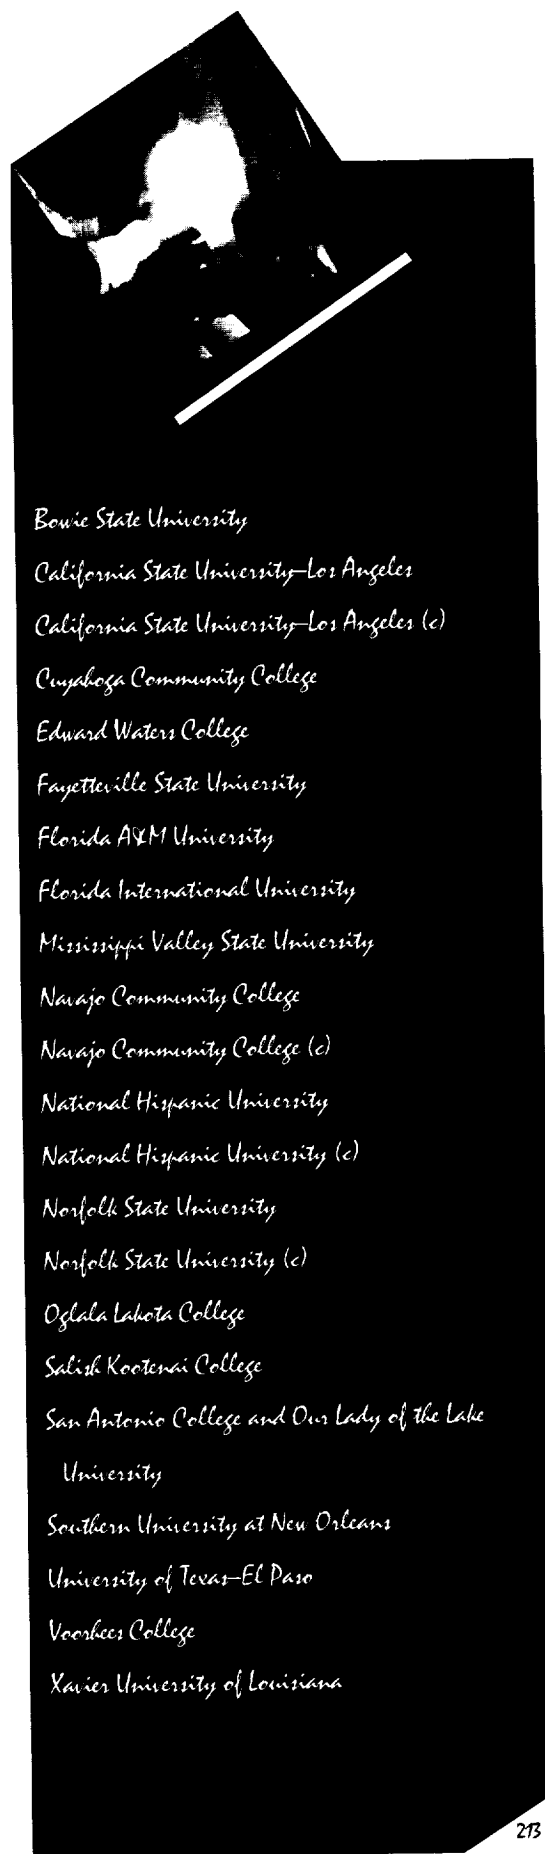 Bowie State University
California State University–Los Angeles
California State University–Los Angeles (c)
Cuyahoga Community College
Edward Waters College
Fayetteville State University
Florida A&M University
Florida International University
Mississippi Valley State University
Navajo Community College
Navajo Community College (c)
National Hispanic University
National Hispanic University (c)
Norfolk State University
Norfolk State University (c)
Oglala Lakota College
Salish Kootenai College
San Antonio College and Our Lady of the Lake
University
Southern University at New Orleans
University of Texas–El Paso
Voorhees College
Xavier University of Louisiana
213